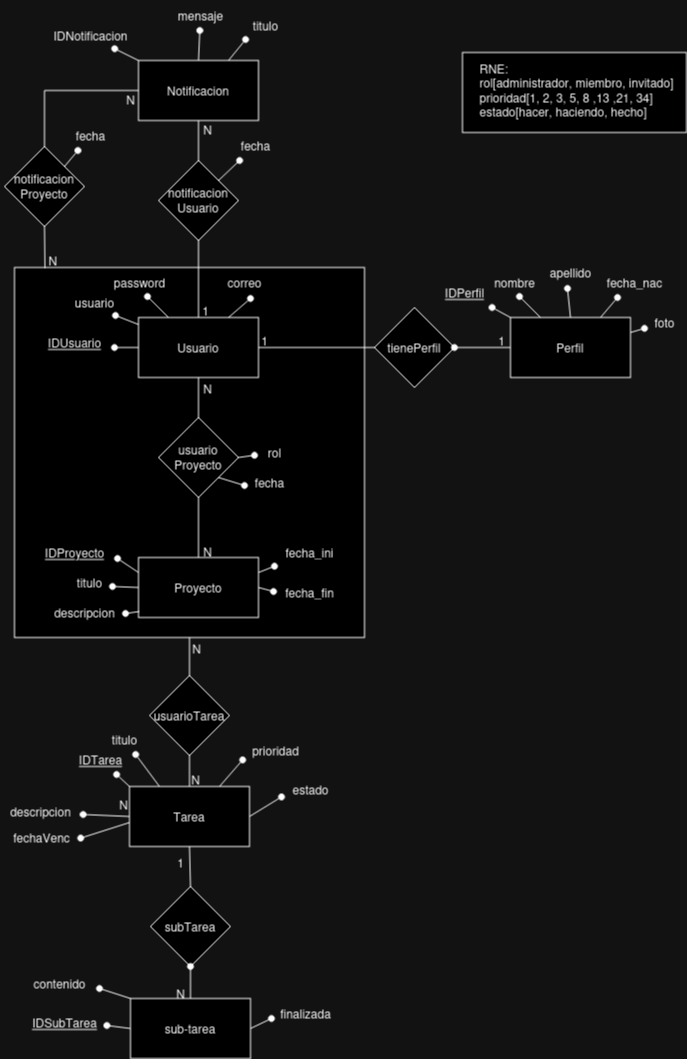 mensaje
titulo
IDNotificacion
Notificacion
N
N
RNE:
rol[administrador, miembro, invitado]
prioridad[1, 2, 3, 5, 8 ,13 ,21, 34]
estado[hacer, haciendo, hecho]
fecha
notificacion
Proyecto
fecha
notificacion
Usuario
N
password
correo
usuario
1
IDUsuario
Usuario
1
N
tienePerfil
IDPerfil
nombre
apellido
fecha_nac
foto
1
Perfil
usuario
Proyecto
rol
fecha
N
IDProyecto
fecha_ini
titulo
Proyecto
fecha_fin
descripcion
N
usuarioTarea
titulo
prioridad
IDTarea
N
estado
N
descripcion
Tarea
fechaVenc
1
subTarea
contenido
N
finalizada
IDSubTarea
sub-tarea